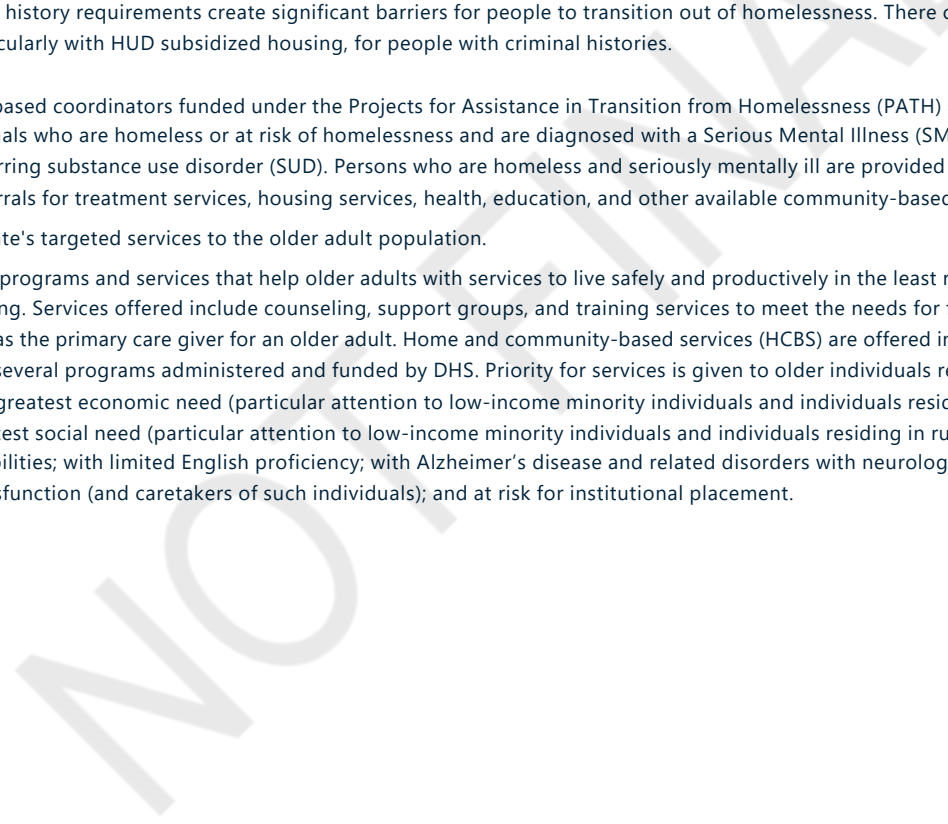 history requirements create significant barriers for people to transition out of homelessness. There
cularly with HUD subsidized housing, for people with criminal histories.
based coordinators funded under the Projects for Assistance in Transition from Homelessness (PATH)
als who are homeless or at risk of homelessness and are diagnosed with a Serious Mental Illness (SM
rring substance use disorder (SUD). Persons who are homeless and seriously mentally ill are provided
rrals for treatment services, housing services, health, education, and other available community-based
te's targeted services to the older adult population.
programs and services that help older adults with services to live safely and productively in the least
ng. Services offered include counseling, support groups, and training services to meet the needs for
as the primary care giver for an older adult. Home and community-based services (HCBS) are offered in
several programs administered and funded by DHS. Priority for services is given to older individuals re
greatest economic need (particular attention to low-income minority individuals and individuals resid
test social need (particular attention to low-income minority individuals and individuals residing in ru
bilities; with limited English proficiency; with Alzheimer’s disease and related disorders with neurolog
sfunction (and caretakers of such individuals); and at risk for institutional placement.
NOT FINAL